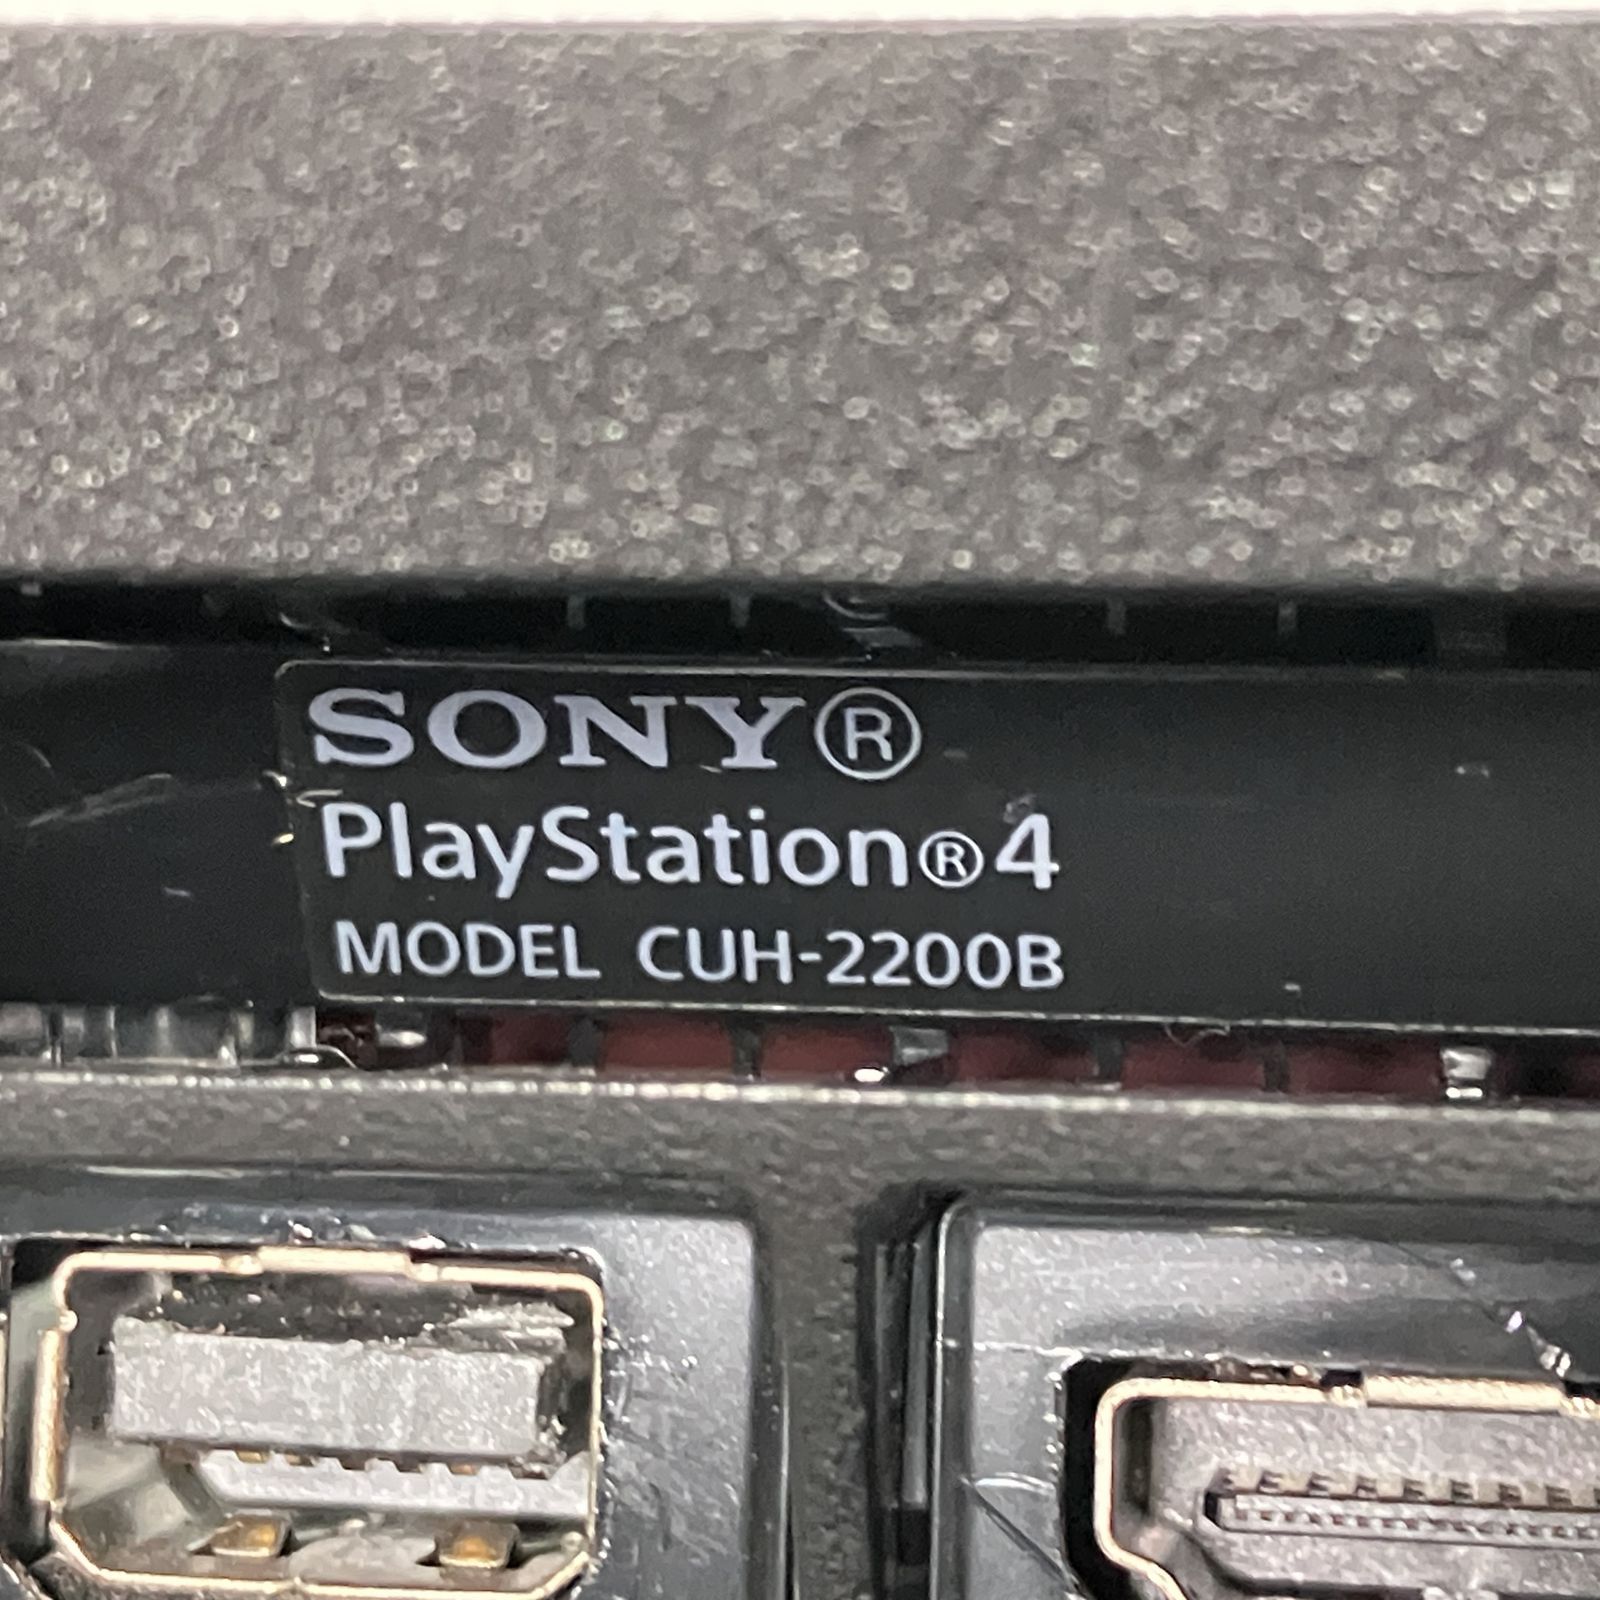 SONY®
PlayStation®4
MODEL CUH-2200B